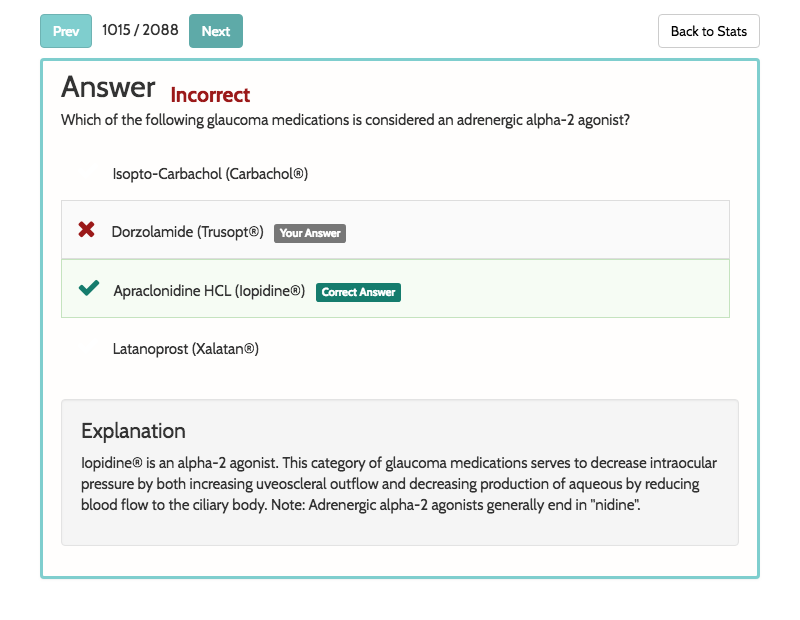 Prev 1015 / 2088 Next Back to Stats
Answer Incorrect
Which of the following glaucoma medications is considered an adrenergic alpha-2 agonist?
Isopto-Carbachol (Carbachol®)
Dorzolamide (Trusopt®) Your Answer
Apraclonidine HCL (Iopidine®) Correct Answer
Latanoprost (Xalatan®)
Explanation
Iopidine® is an alpha-2 agonist. This category of glaucoma medications serves to decrease intraocular
pressure by both increasing uveoscleral outflow and decreasing production of aqueous by reducing
blood flow to the ciliary body. Note: Adrenergic alpha-2 agonists generally end in "nidine".